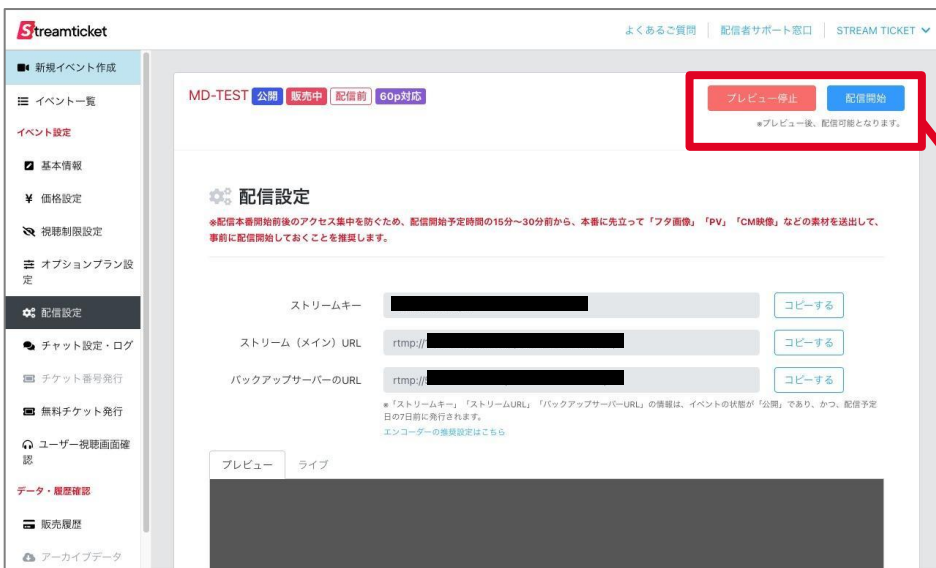 Streamticket
よくあるご質問
配信者サポート窓口
STREAM TICKET
新規イベント作成
イベント一覧
イベント設定
基本情報
価格設定
視聴制限設定
オプションプラン設
定
配信設定
チャット設定・ログ
チケット番号発行
無料チケット発行
ユーザー視聴画面確
認
データ・履歴確認
販売履歴
アーカイブデータ
MD-TEST 公開 販売中 配信前 60p対応
プレビュー停止
配信開始
※プレビュー後、配信可能となります。
配信設定
※配信本番開始前後のアクセス集中を防ぐため、配信開始予定時間の15分〜30分前から、本番に先立って「フタ画像」「PV」「CM映像」などの素材を送出して、
事前に配信開始しておくことを推奨します。
ストリームキー
コピーする
ストリーム（メイン）URL
rtmp://
コピーする
バックアップサーバーのURL
rtmp://
コピーする
※「ストリームキー」「ストリームURL」「バックアップサーバーURL」の情報は、イベントの状態が「公開」であり、かつ、配信予定
日の7日前に発行されます。
エンコーダーの推奨設定はこちら
プレビュー
ライブ